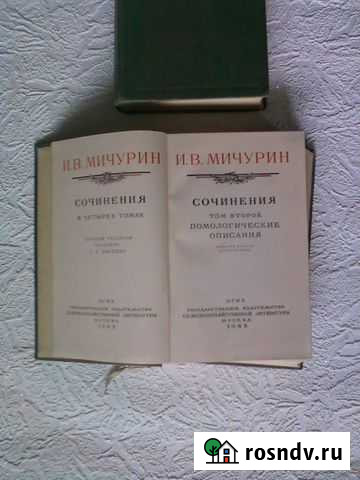 И.В. МИЧУРИН
СОЧИНЕНИЯ
В ЧЕТЫРЕХ ТОМАХ
ОГИЗ
ГОСУДАРСТВЕННОЕ ИЗДАТЕЛЬСТВО
СЕЛЬСКОХОЗЯЙСТВЕННОЙ ЛИТЕРАТУРЫ
МОСКВА
И.В. МИЧУРИН
СОЧИНЕНИЯ
ТОМ ВТОРОЙ
ПОМОЛОГИЧЕСКИЕ
ОПИСАНИЯ
ОГИЗ
ГОСУДАРСТВЕННОЕ ИЗДАТЕЛЬСТВО
СЕЛЬСКОХОЗЯЙСТВЕННОЙ ЛИТЕРАТУРЫ
МОСКВА
rosndv.ru